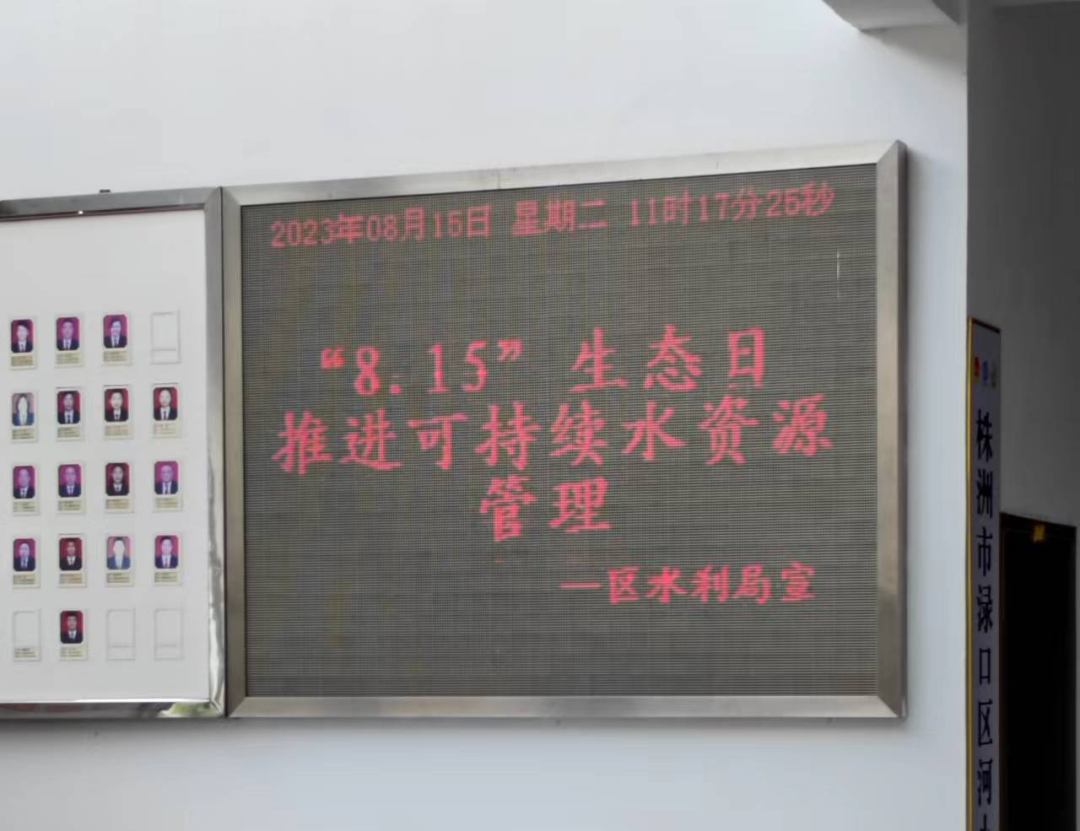 2023年08月15日 星期二 11时17分25秒
“8.15”生态日
推进可持续水资源
管理
—区水利局宣
株洲市渌口区河